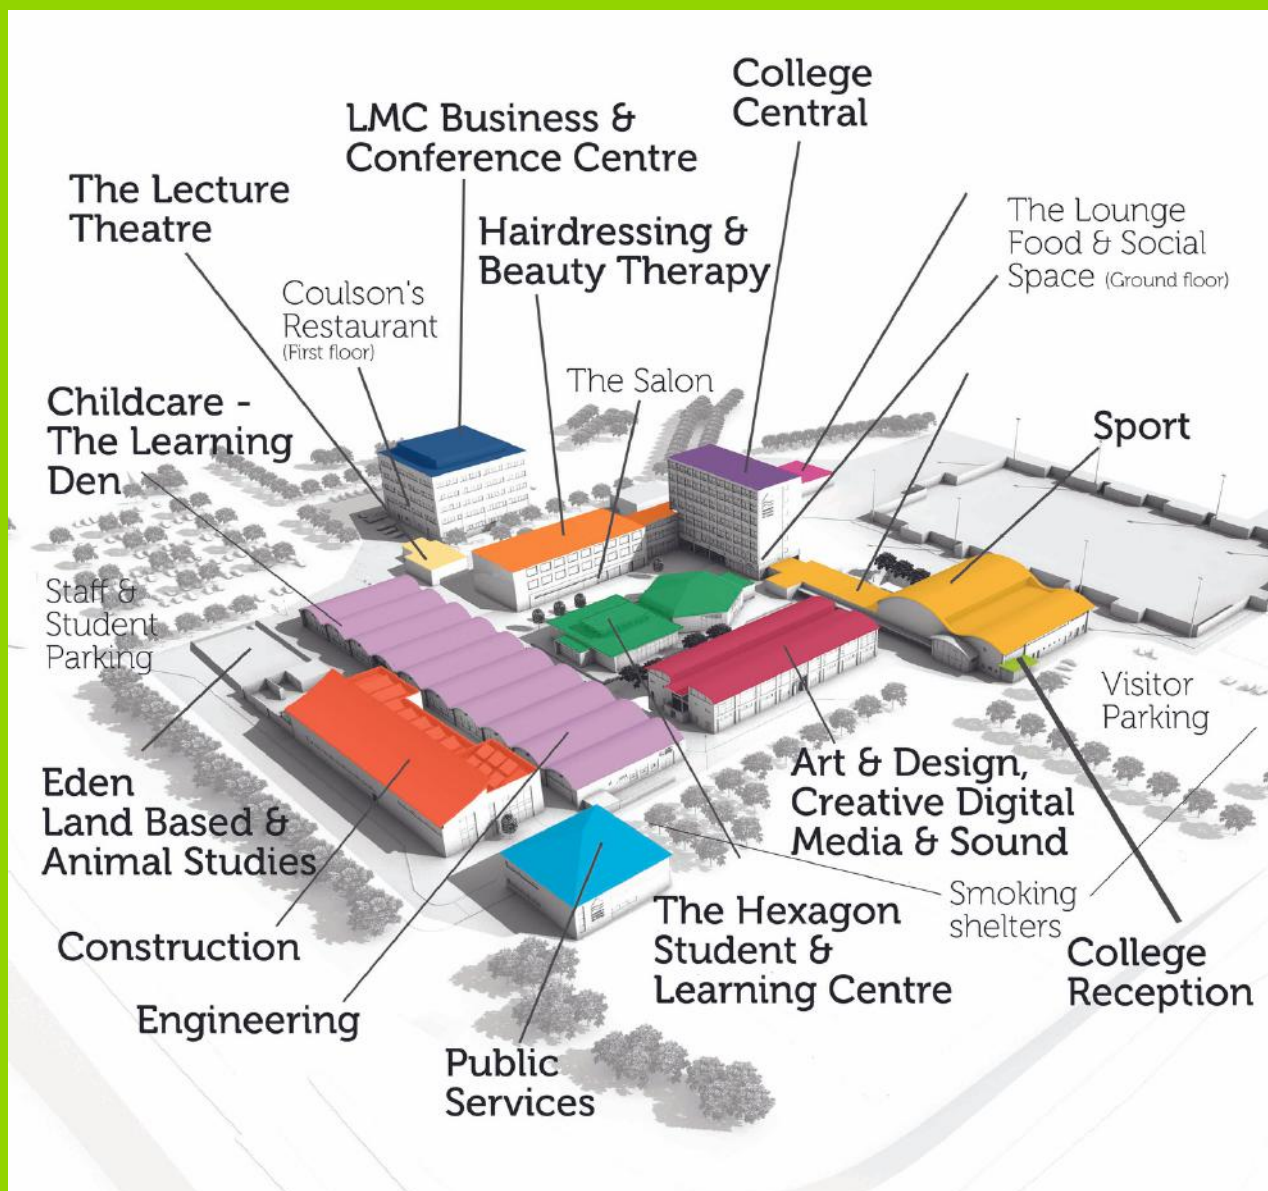 College
Central
LMC Business &
Conference Centre
The Lecture
Theatre
Hairdressing &
Beauty Therapy
The Lounge
Food & Social
Space (Ground floor)
Coulson's
Restaurant
(First floor)
The Salon
Childcare -
The Learning
Den
Sport
Staff &
Student
Parking
Visitor
Parking
Eden
Land Based &
Animal Studies
Art & Design,
Creative Digital
Media & Sound
Smoking
shelters
The Hexagon
Student &
Learning Centre
Construction
College
Reception
Engineering
Public
Services